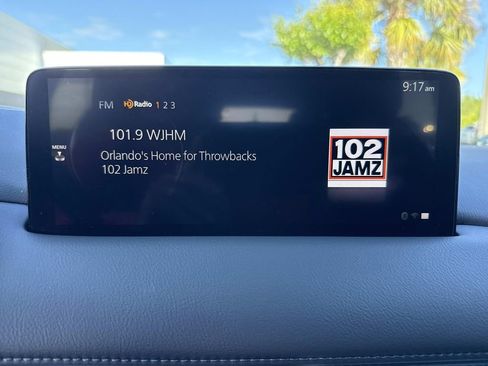 FM HD Radio 1 2 3
9:17 am
101.9 WJHM
MENU
Orlando's Home for Throwbacks
102 Jamz
102
JAMZ